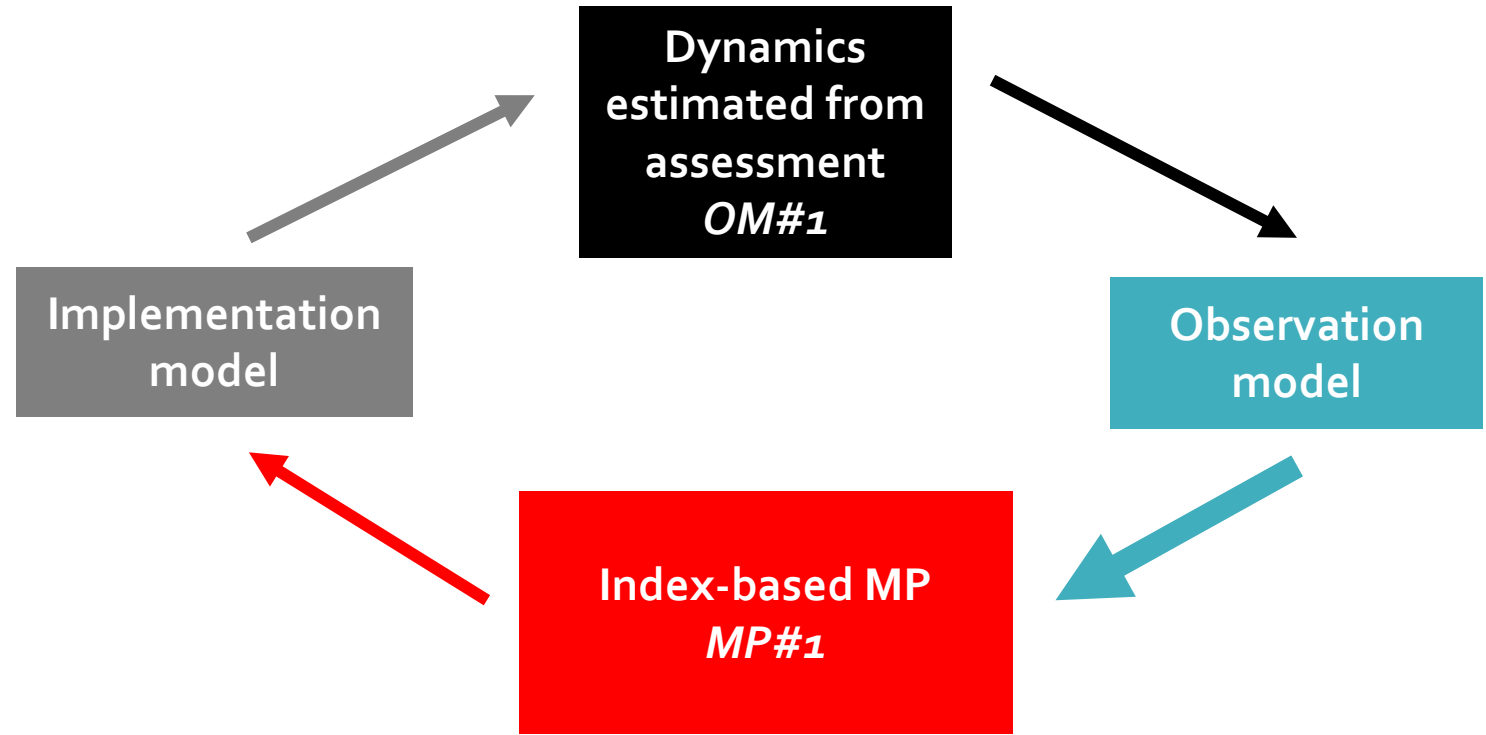 Dynamics
estimated from
assessment
OM#1
Implementation
model
Observation
model
Index-based MP
MP#1